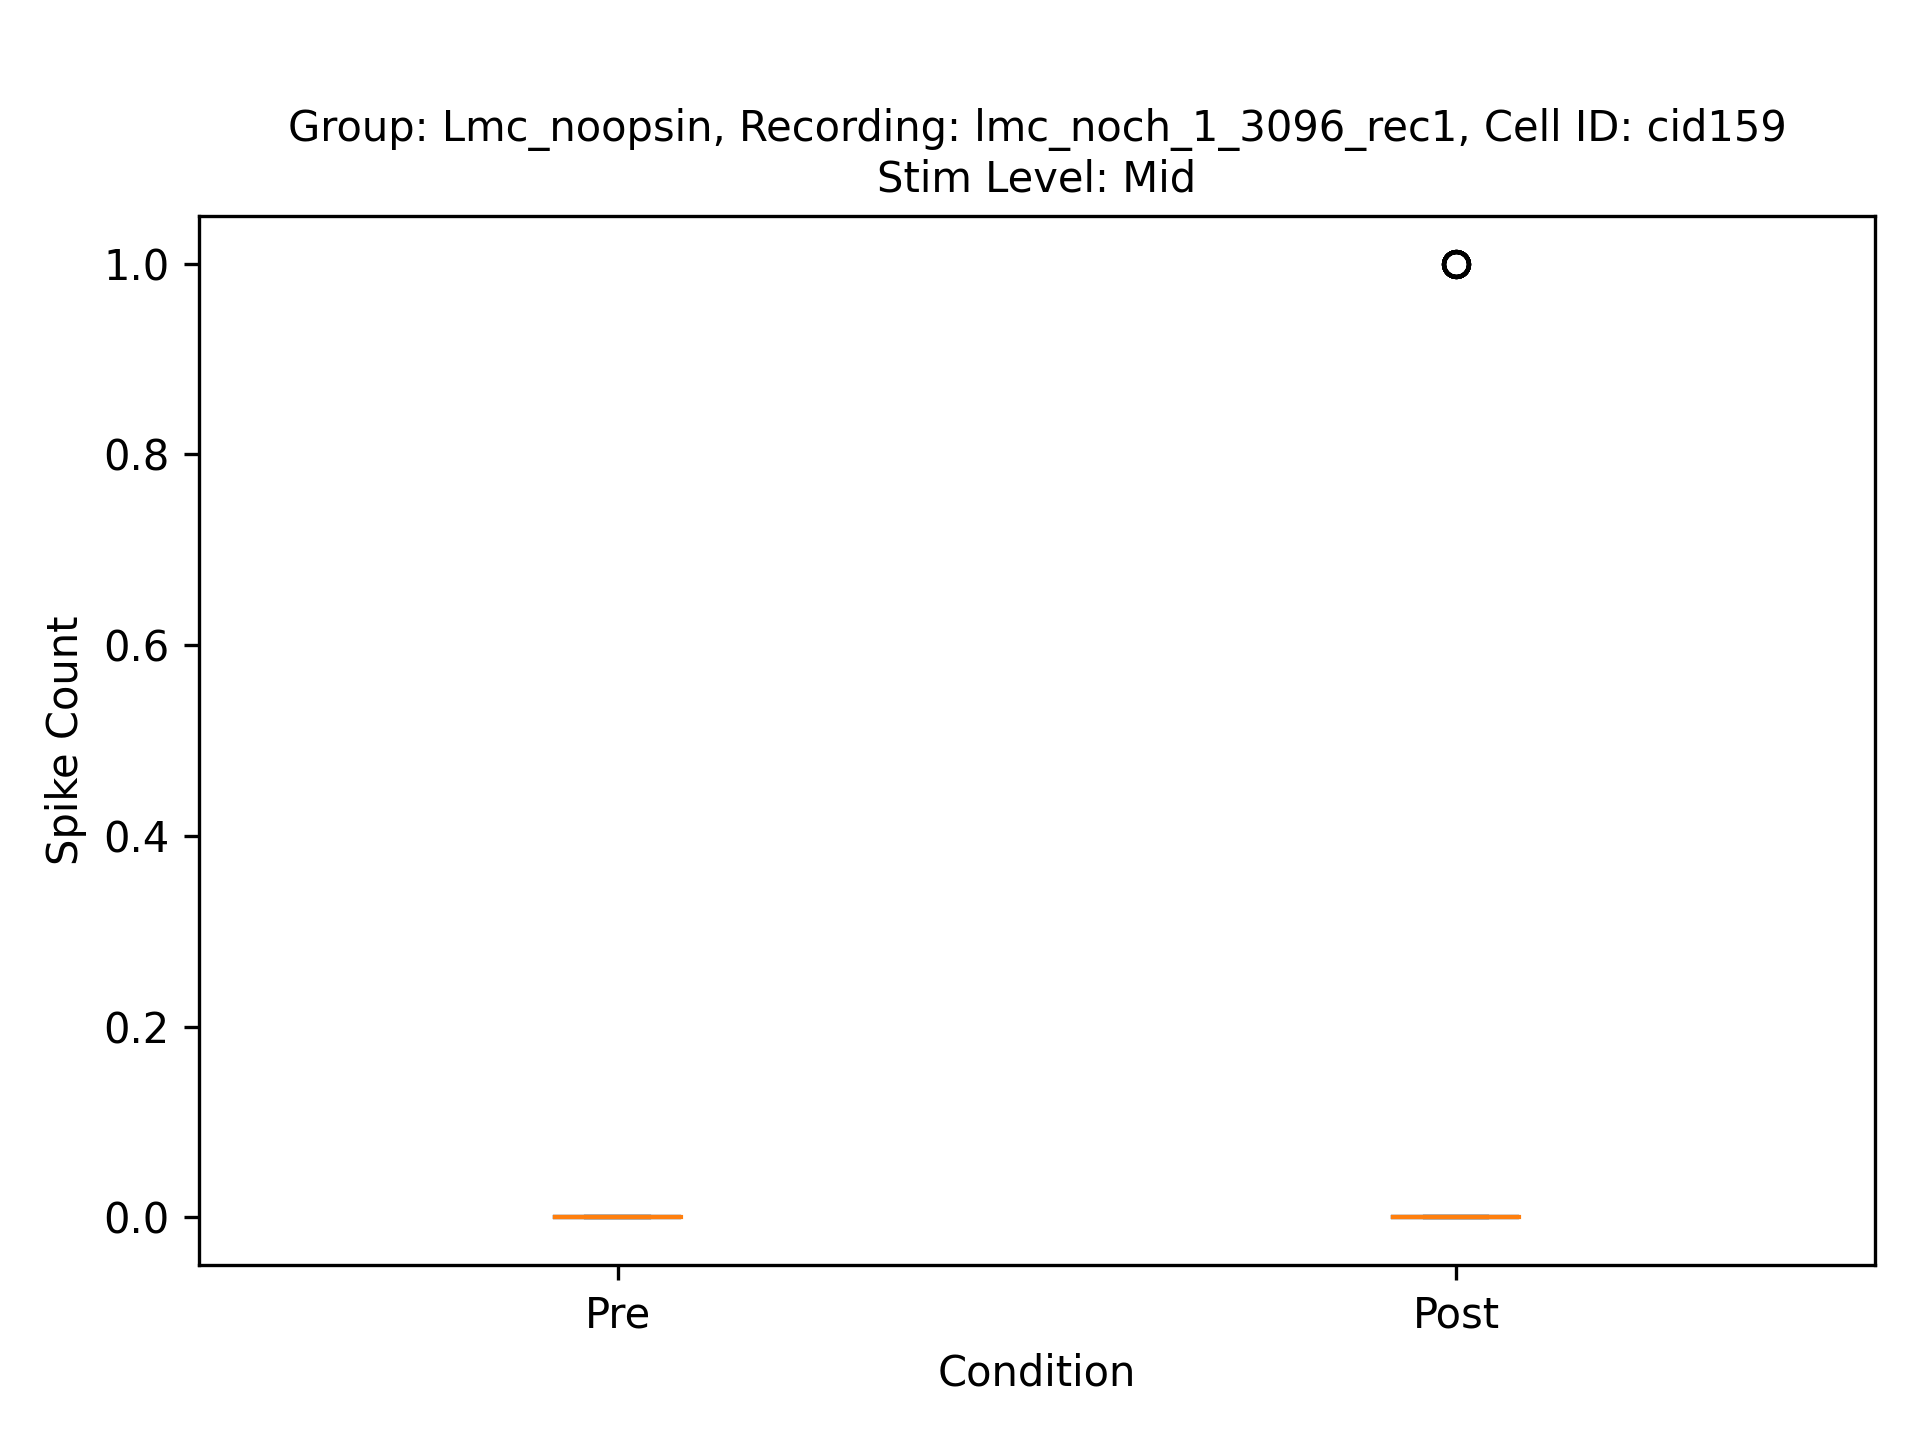 Group: Lmc_noopsin, Recording: lmc_noch_1_3096_rec1, Cell ID: cid159
Stim Level: Mid
1.0
0.8
0.6
0.4
0.2
0.0
Spike Count
Pre
Post
Condition